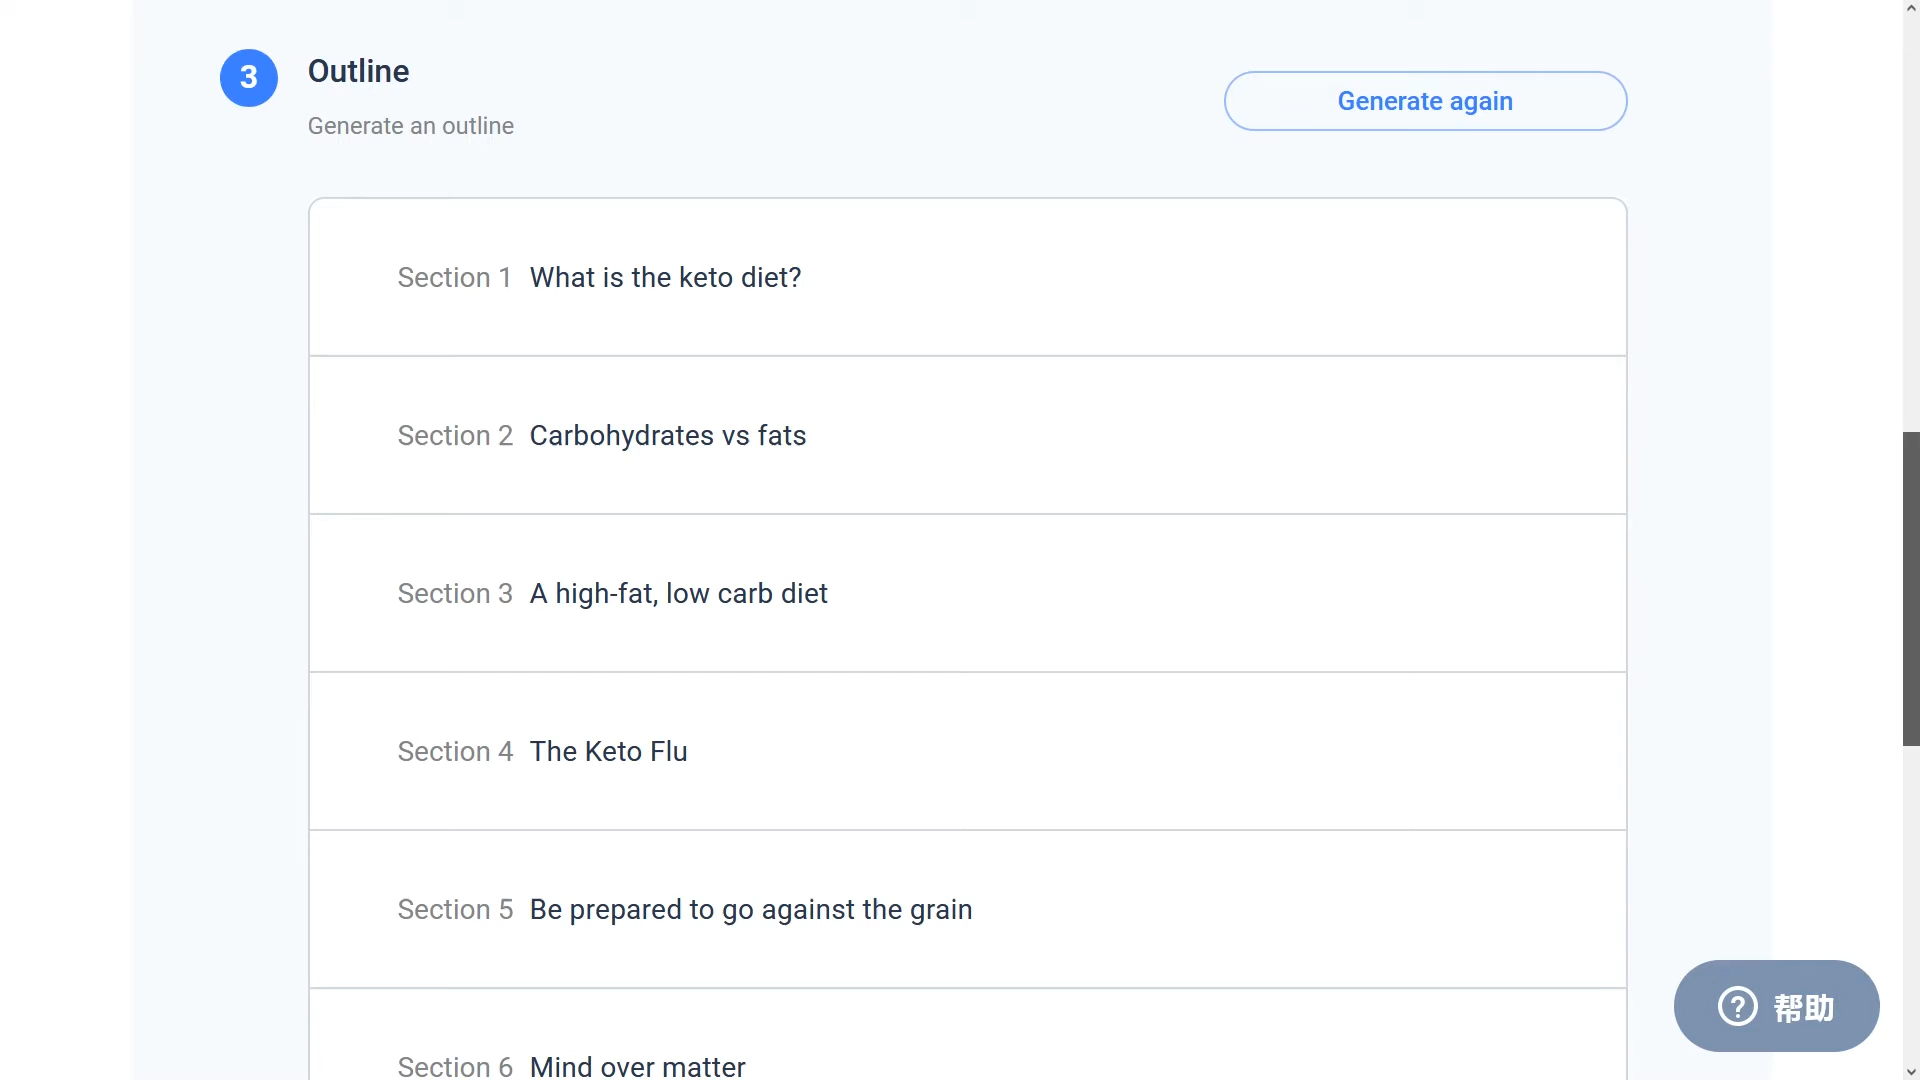 3
Outline
Generate an outline
Generate again
Section 1 What is the keto diet?
Section 2 Carbohydrates vs fats
Section 3 A high-fat, low carb diet
Section 4 The Keto Flu
Section 5 Be prepared to go against the grain
Section 6 Mind over matter
? 帮助